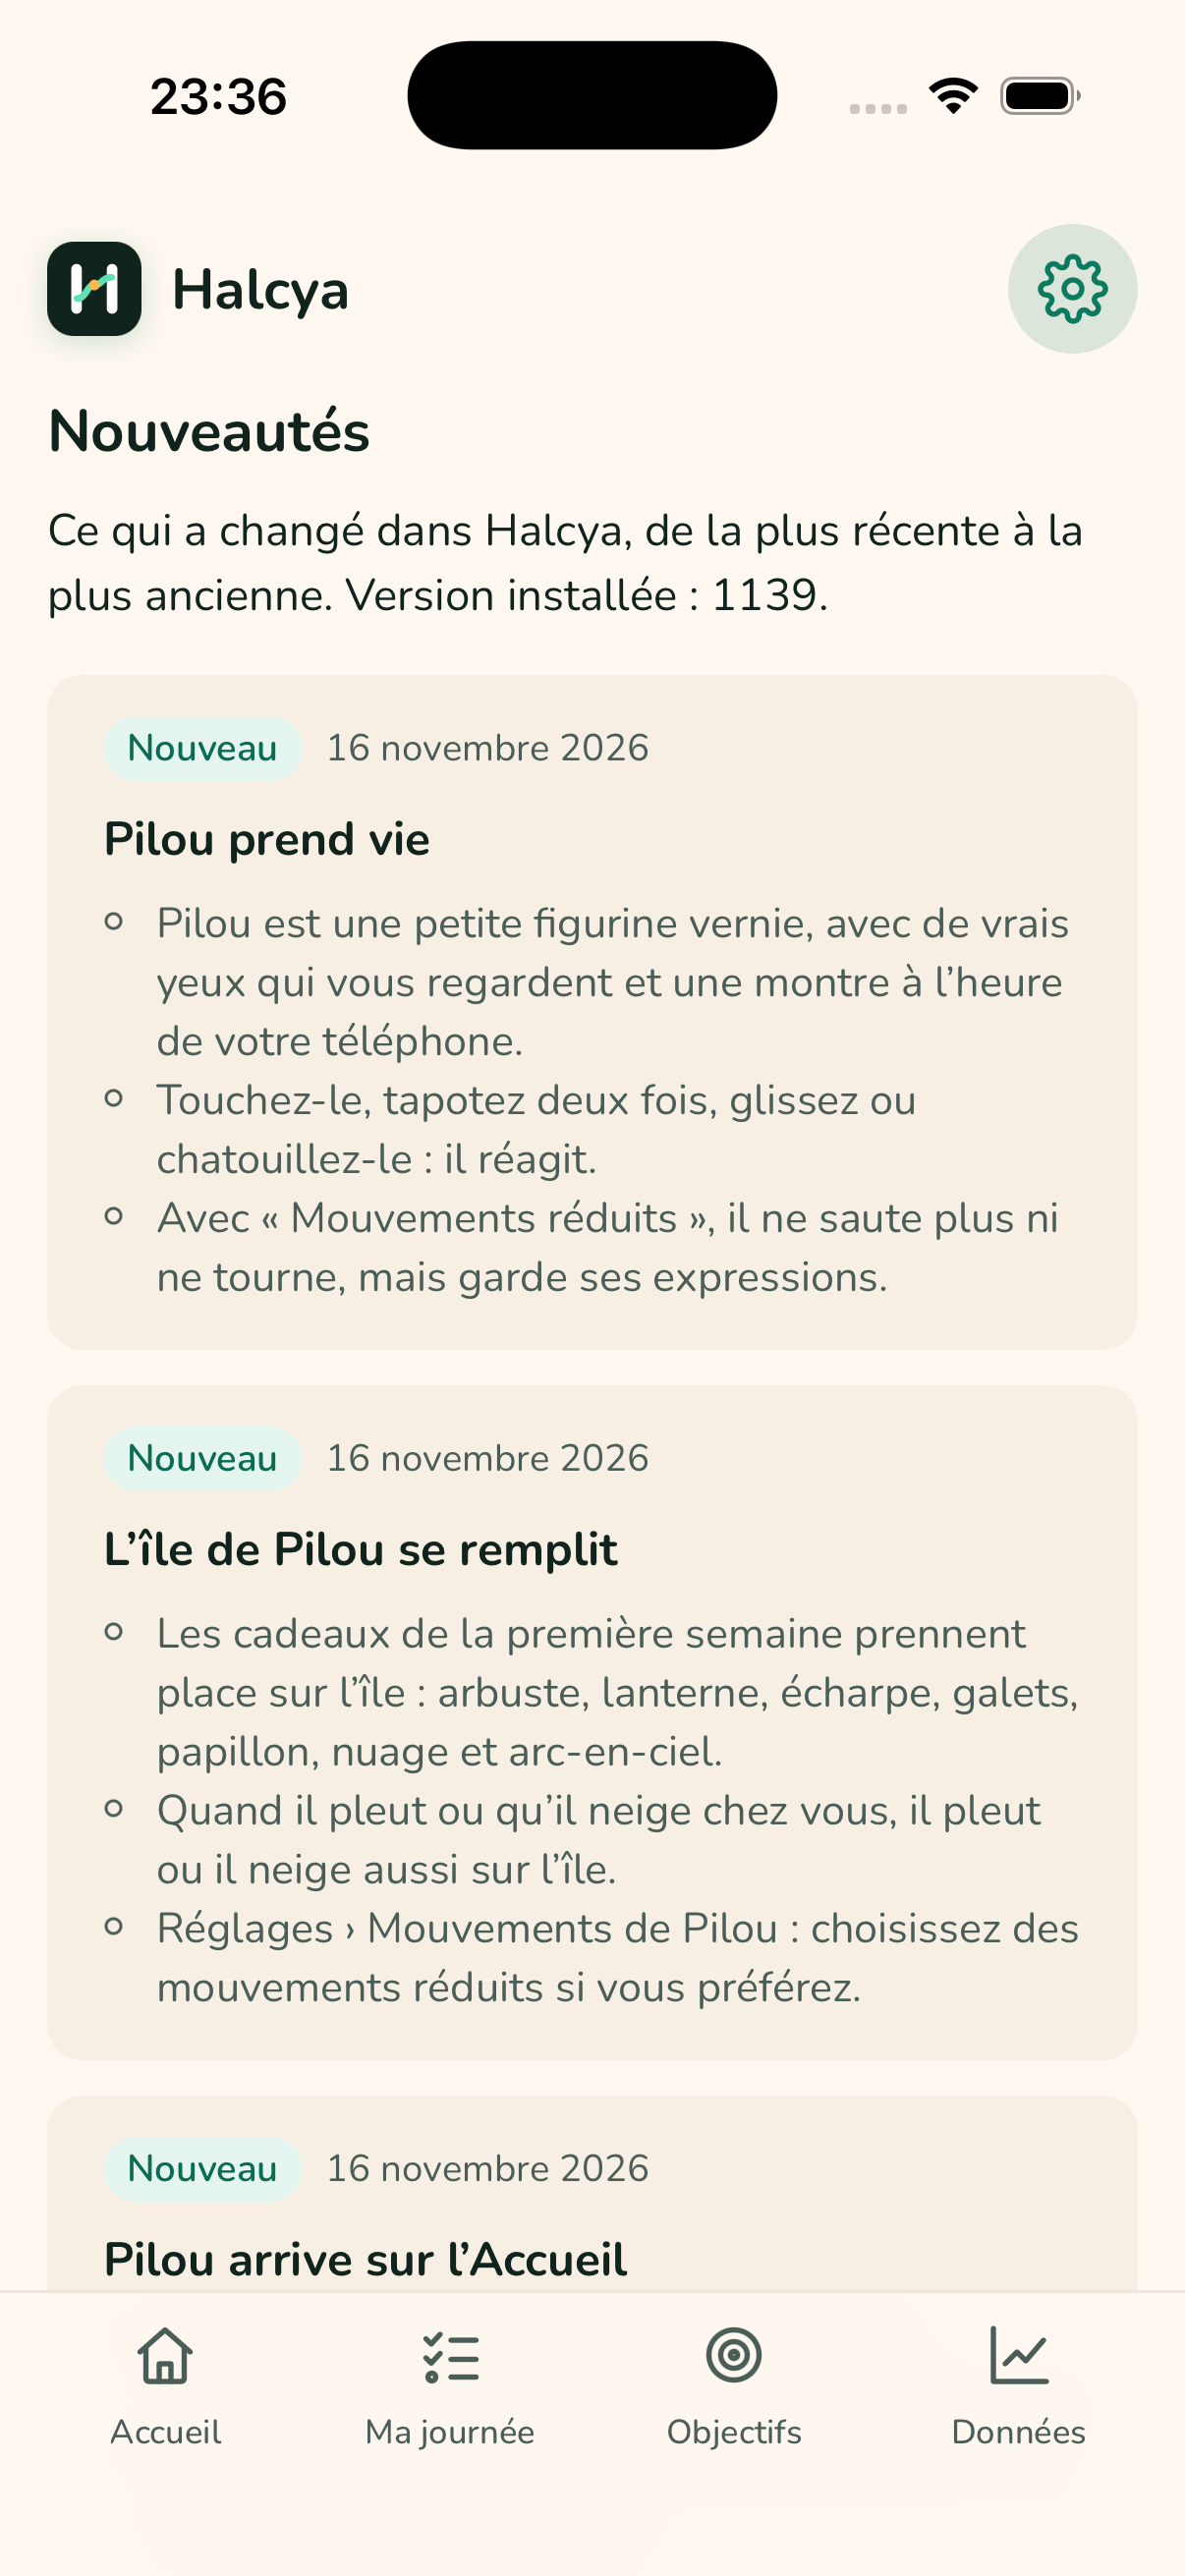 23:36
Halcya
Nouveautés
Ce qui a changé dans Halcya, de la plus récente à la
plus ancienne. Version installée : 1139.
Nouveau 16 novembre 2026
Pilou prend vie
Pilou est une petite figurine vernie, avec de vrais
yeux qui vous regardent et une montre à l’heure
de votre téléphone.
Touchez-le, tapotez deux fois, glissez ou
chatouillez-le : il réagit.
Avec « Mouvements réduits », il ne saute plus ni
ne tourne, mais garde ses expressions.
Nouveau 16 novembre 2026
L’île de Pilou se remplit
Les cadeaux de la première semaine prennent
place sur l’île : arbuste, lanterne, écharpe, galets,
papillon, nuage et arc-en-ciel.
Quand il pleut ou qu’il neige chez vous, il pleut
ou il neige aussi sur l’île.
Réglages › Mouvements de Pilou : choisissez des
mouvements réduits si vous préférez.
Nouveau 16 novembre 2026
Pilou arrive sur l’Accueil
Accueil Ma journée Objectifs Données